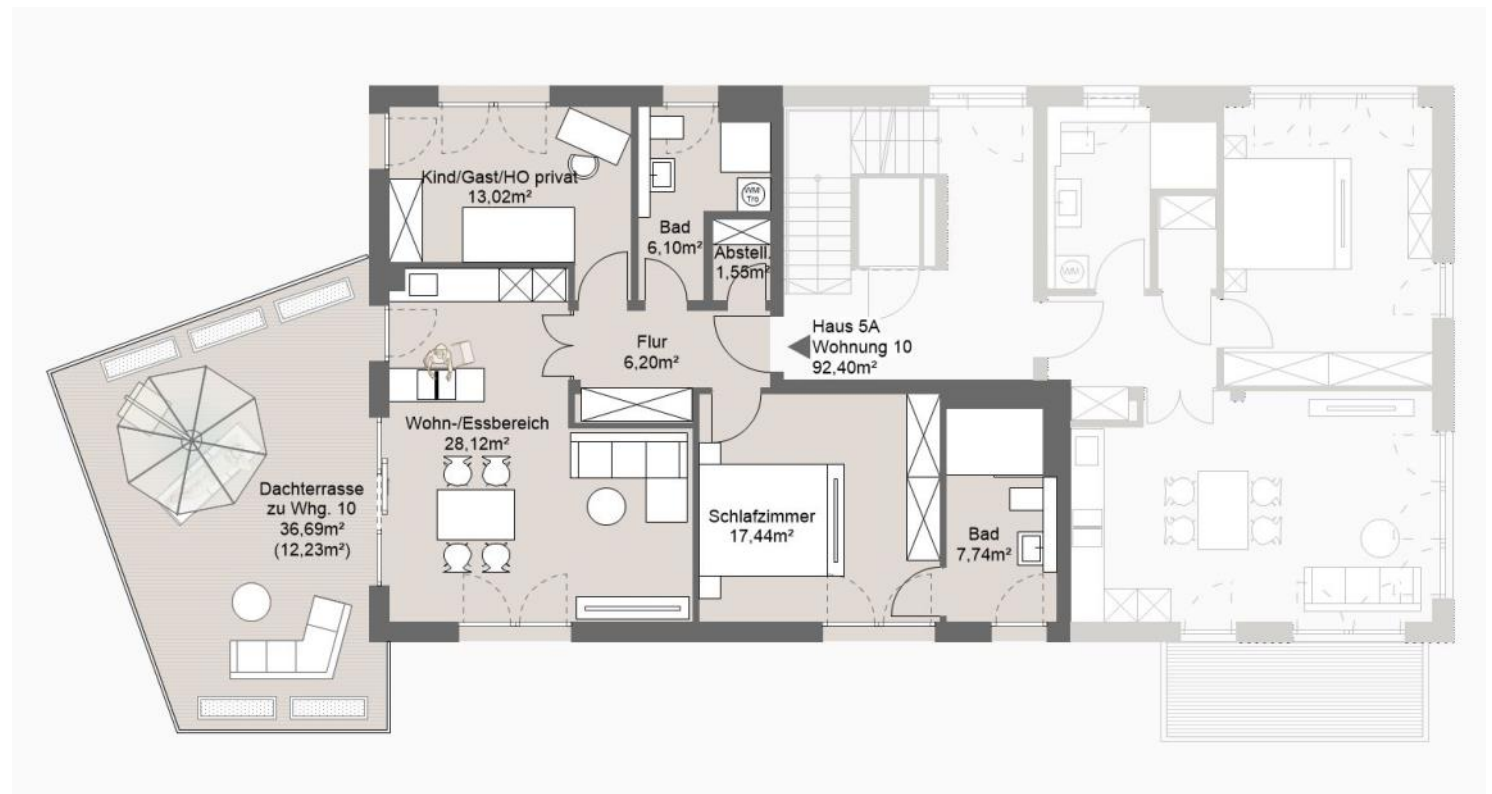 Kind/Gast/HO privat
13,02m²
WM/
Tro
Bad
6,10m²
Abstell.
1,55m²
WM
Flur
6,20m²
Haus 5A
Wohnung 10
92,40m²
Wohn-/Essbereich
28,12m²
Dachterrasse
zu Whg. 10
36,69m²
(12,23m²)
Schlafzimmer
17,44m²
Bad
7,74m²